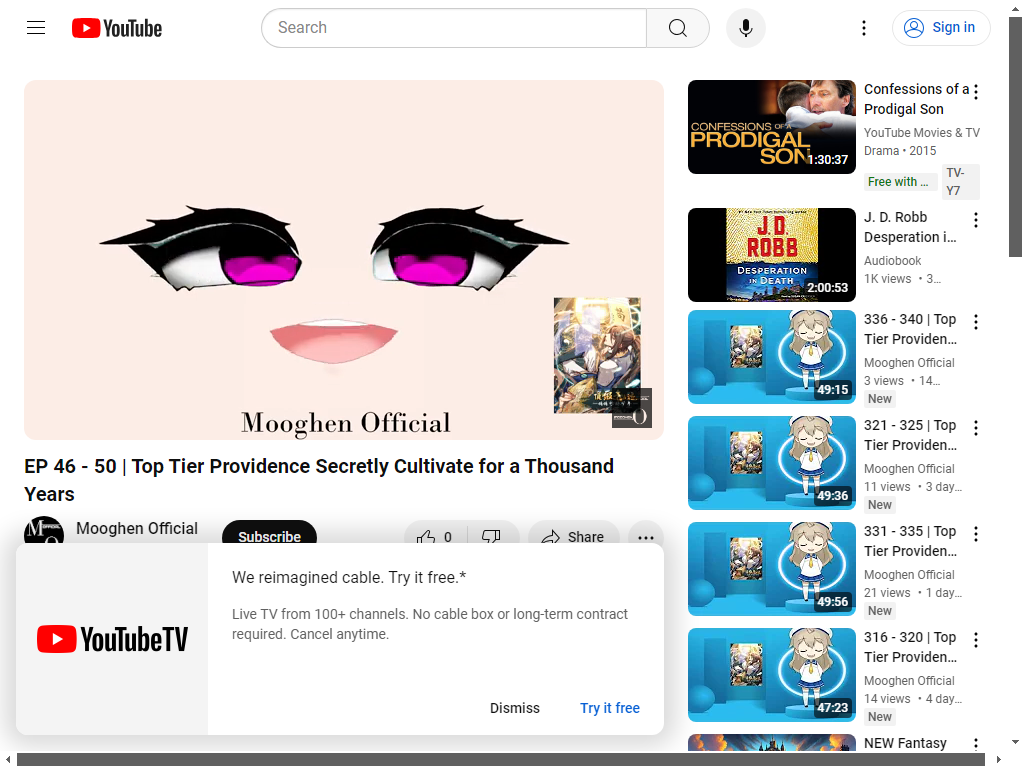 YouTube
Search
Sign in
Mooghen Official
EP 46 - 50 | Top Tier Providence Secretly Cultivate for a Thousand
Years
Mooghen Official
Subscribe
0
Share
YouTubeTV
We reimagined cable. Try it free.*
Live TV from 100+ channels. No cable box or long-term contract
required. Cancel anytime.
Dismiss
Try it free
CONFESSIONS OF A
PRODIGAL
SON
1:30:37
Confessions of a
Prodigal Son
YouTube Movies & TV
Drama • 2015
Free with ...
TV-
Y7
J.D.
ROBB
DESPERATION
IN DEATH
2:00:53
J. D. Robb
Desperation i...
Audiobook
1K views • 3...
49:15
336 - 340 | Top
Tier Providen...
Mooghen Official
3 views • 14...
New
49:36
321 - 325 | Top
Tier Providen...
Mooghen Official
11 views • 3 day...
New
49:56
331 - 335 | Top
Tier Providen...
Mooghen Official
21 views • 1 day...
New
47:23
316 - 320 | Top
Tier Providen...
Mooghen Official
14 views • 4 day...
New
NEW Fantasy